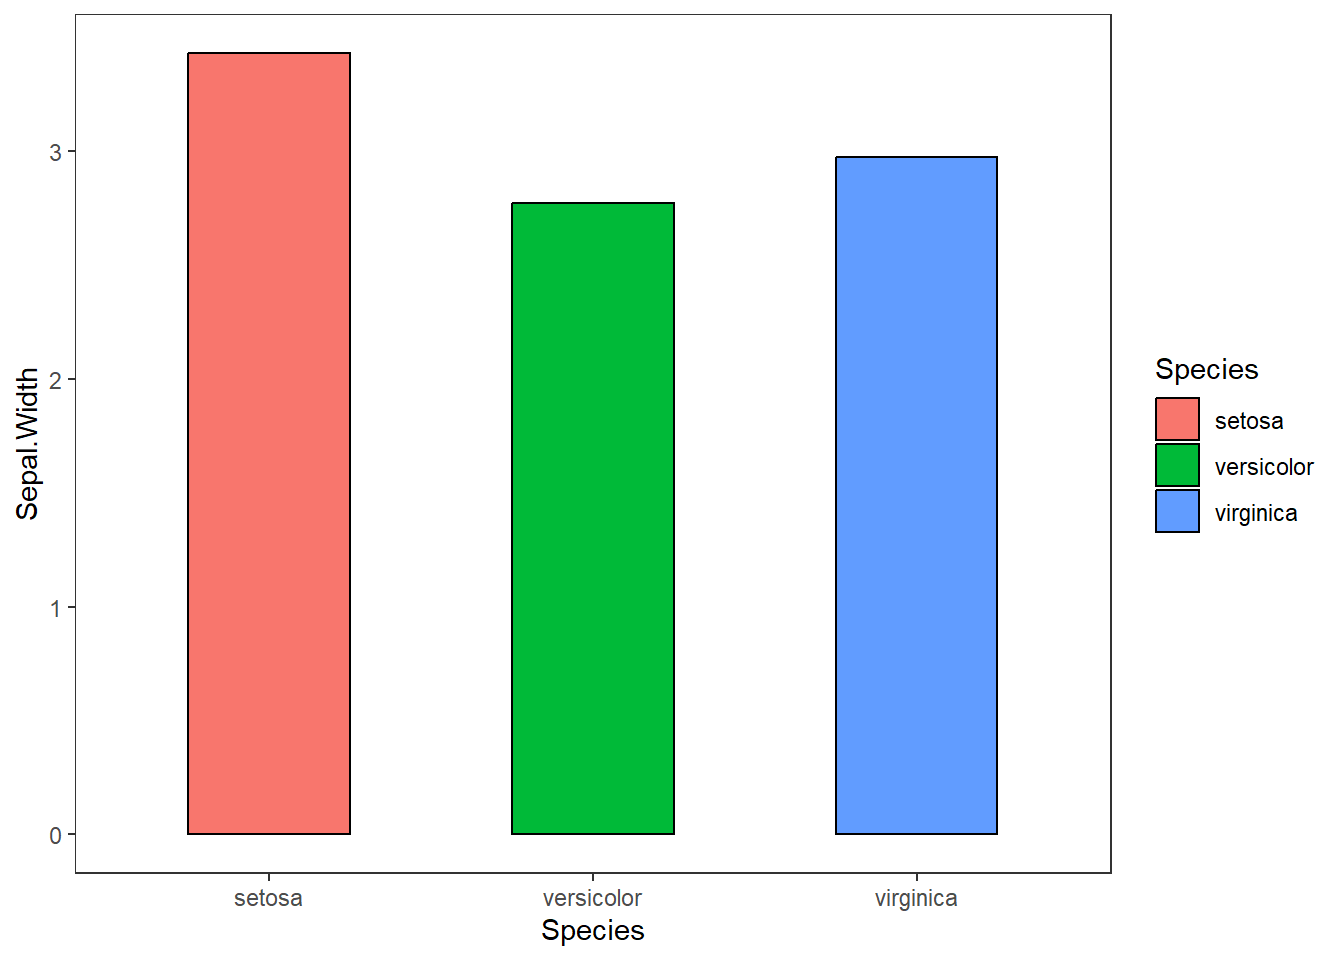 Sepal.Width
3
2
1
0
setosa versicolor virginica
Species
Species
setosa
versicolor
virginica